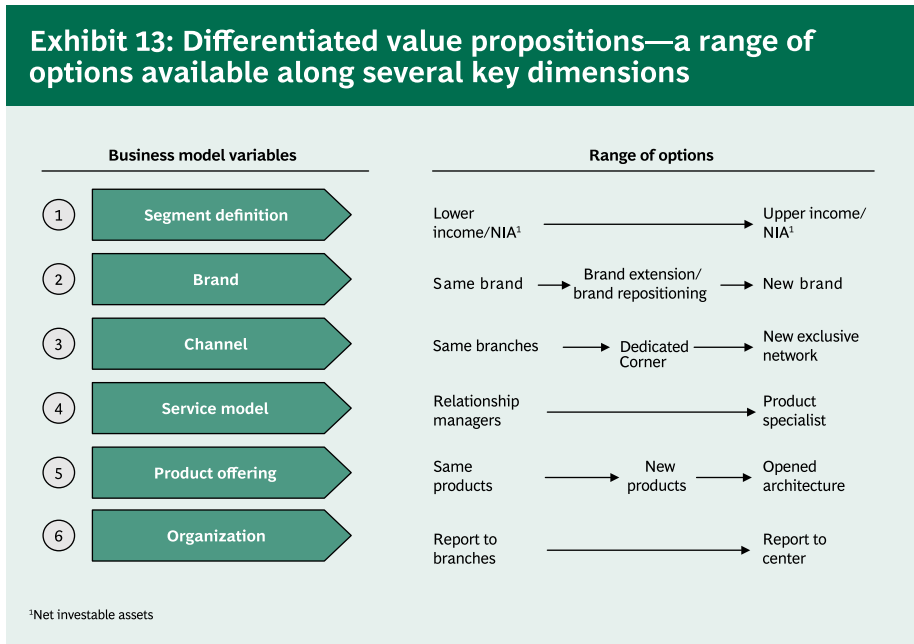 Exhibit 13: Differentiated value propositions—a range of
options available along several key dimensions
Business model variables
Range of options
1
Segment definition
Lower
income/NIA¹
Upper income/
NIA¹
2
Brand
Same brand
Brand extension/
brand repositioning
New brand
3
Channel
Same branches
Dedicated
Corner
New exclusive
network
4
Service model
Relationship
managers
Product
specialist
5
Product offering
Same
products
New
products
Opened
architecture
6
Organization
Report to
branches
Report to
center
¹Net investable assets